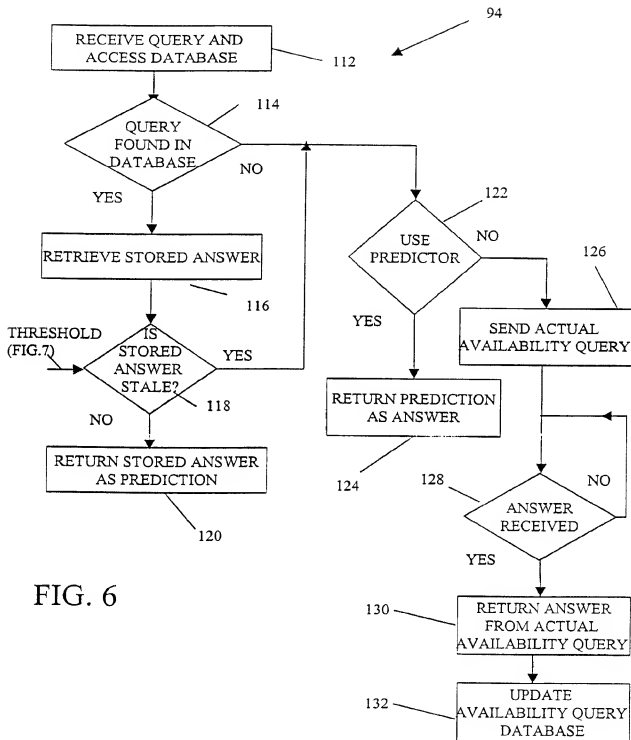 94
RECEIVE QUERY AND
ACCESS DATABASE
112
114
QUERY
FOUND IN
DATABASE
NO
YES
RETRIEVE STORED ANSWER
116
THRESHOLD
(FIG.7)
IS
STORED
ANSWER
STALE?
YES
118
NO
RETURN STORED ANSWER
AS PREDICTION
120
122
USE
PREDICTOR
NO
YES
RETURN PREDICTION
AS ANSWER
124
126
SEND ACTUAL
AVAILABILITY QUERY
128
NO
ANSWER
RECEIVED
YES
130
RETURN ANSWER
FROM ACTUAL
AVAILABILITY QUERY
132
UPDATE
AVAILABILITY QUERY
DATABASE
FIG. 6